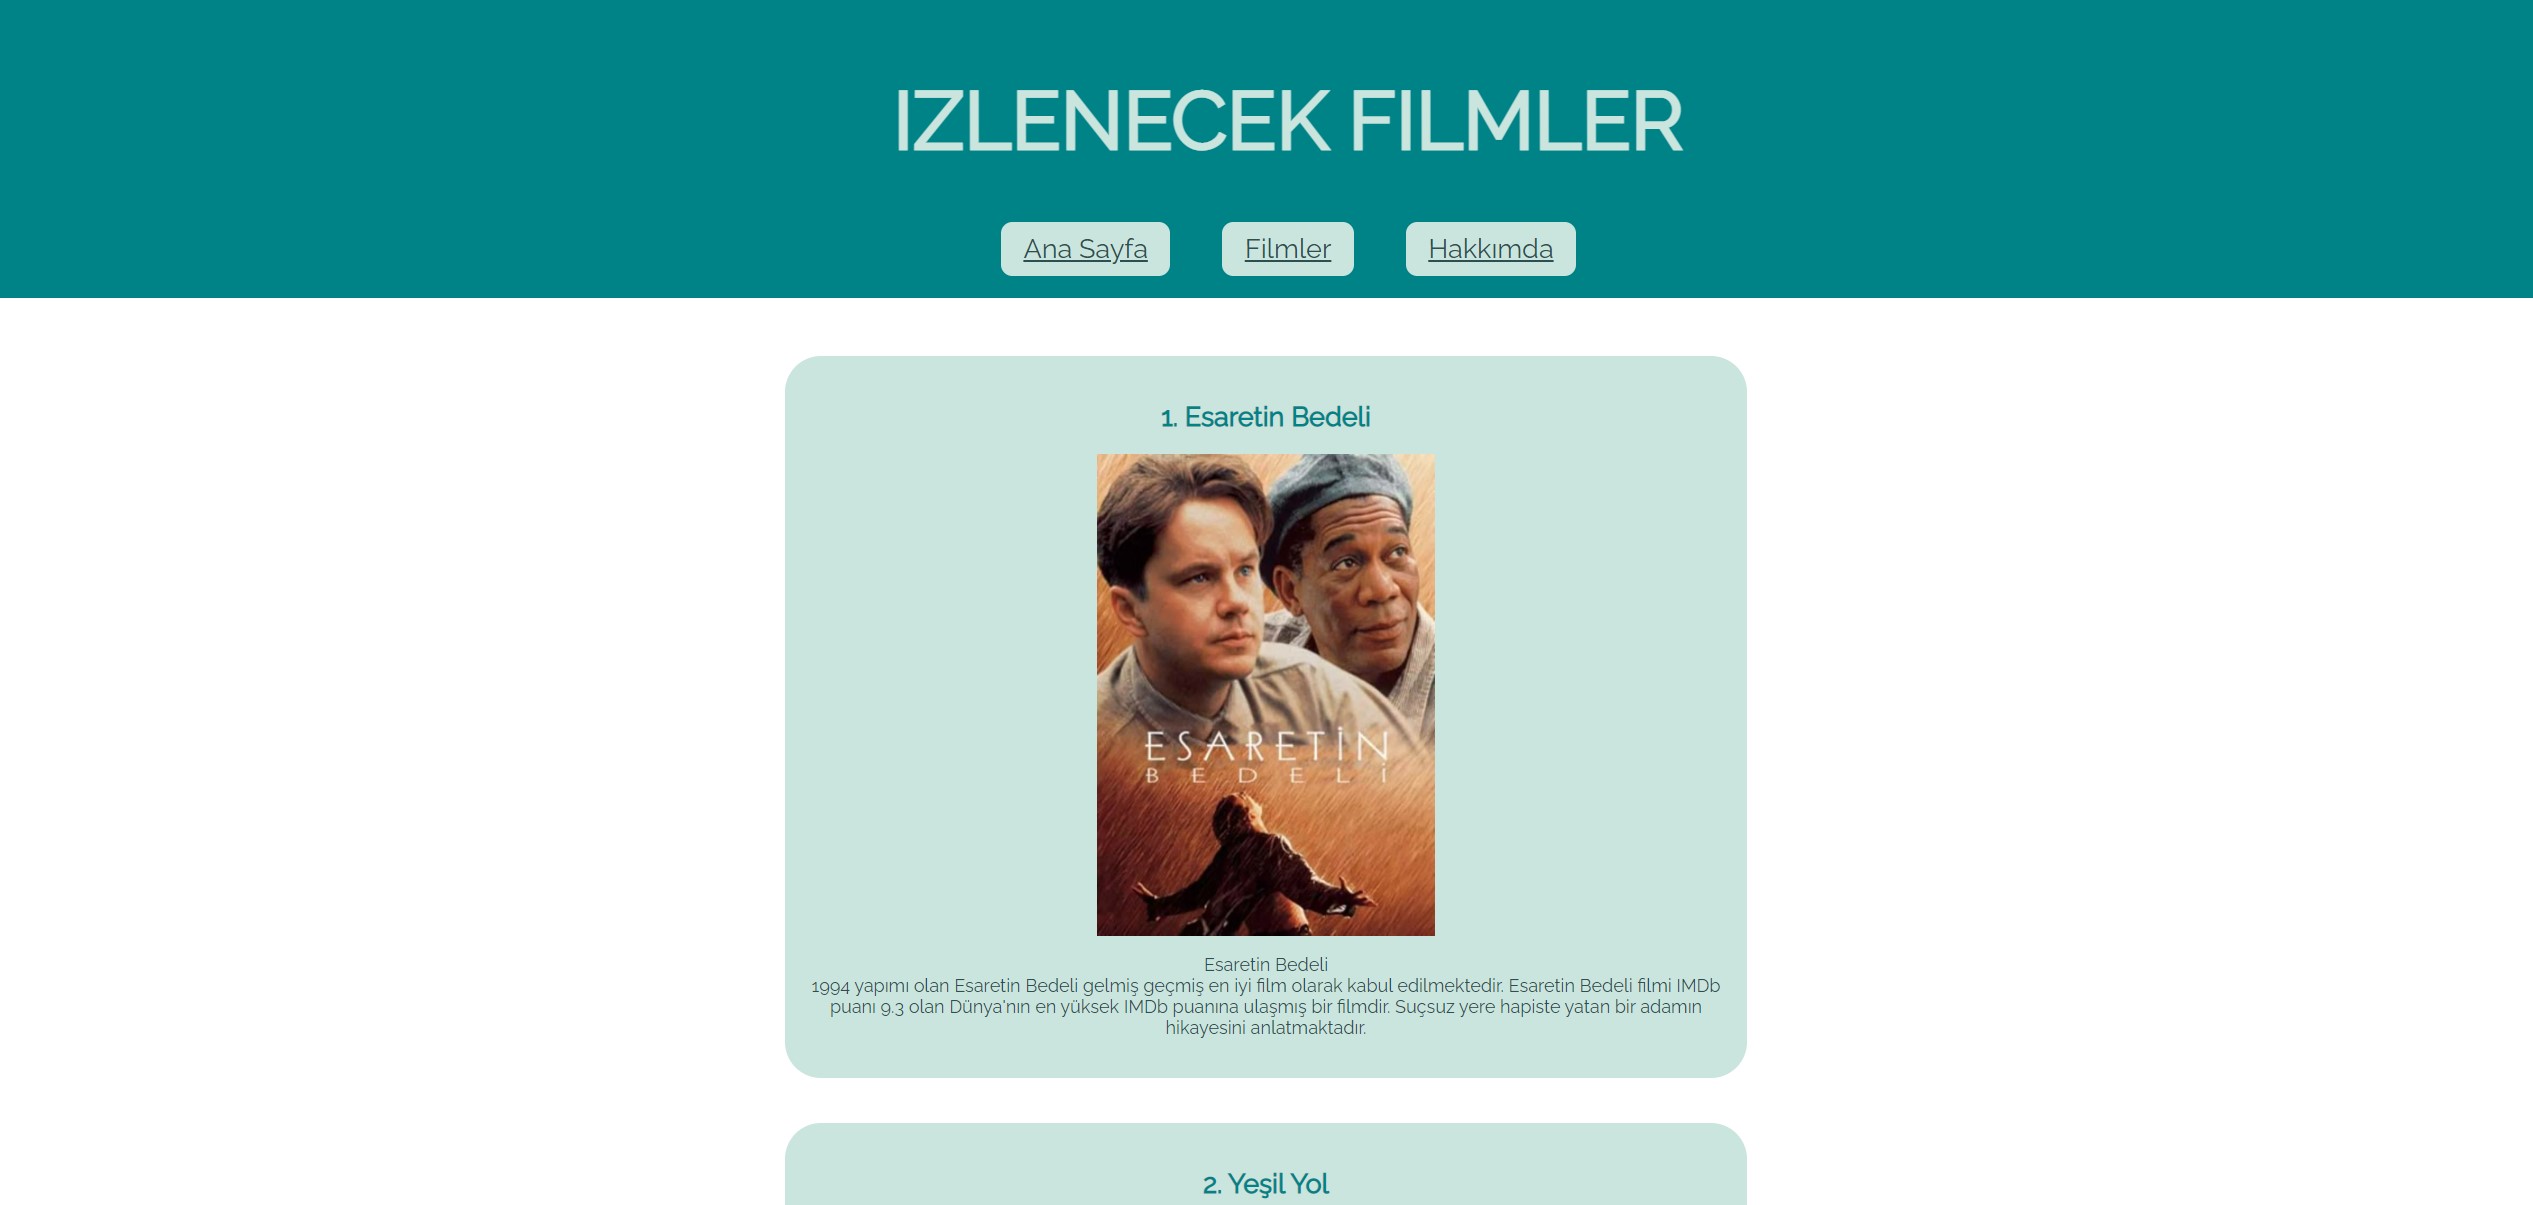 IZLENECEK FILMLER
Ana Sayfa Filmler Hakkımda
1. Esaretin Bedeli
ESARETİN
BEDELİ
Esaretin Bedeli
1994 yapımı olan Esaretin Bedeli gelmiş geçmiş en iyi film olarak kabul edilmektedir. Esaretin Bedeli filmi IMDb
puanı 9.3 olan Dünya'nın en yüksek IMDb puanına ulaşmış bir filmdir. Suçsuz yere hapiste yatan bir adamın
hikayesini anlatmaktadır.
2. Yeşil Yol